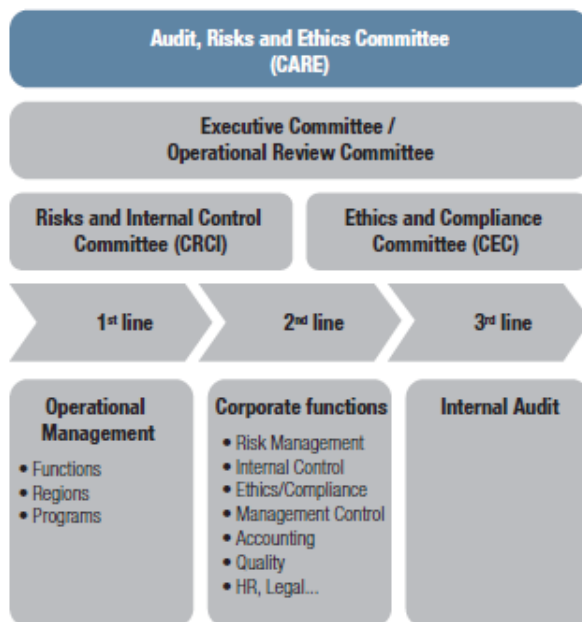 Audit, Risks and Ethics Committee
(CARE)
Executive Committee /
Operational Review Committee
Risks and Internal Control
Committee (CRCI)
Ethics and Compliance
Committee (CEC)
1st line
2nd line
3rd line
Operational
Management
• Functions
• Regions
• Programs
Corporate functions
• Risk Management
• Internal Control
• Ethics/Compliance
• Management Control
• Accounting
• Quality
• HR, Legal...
Internal Audit